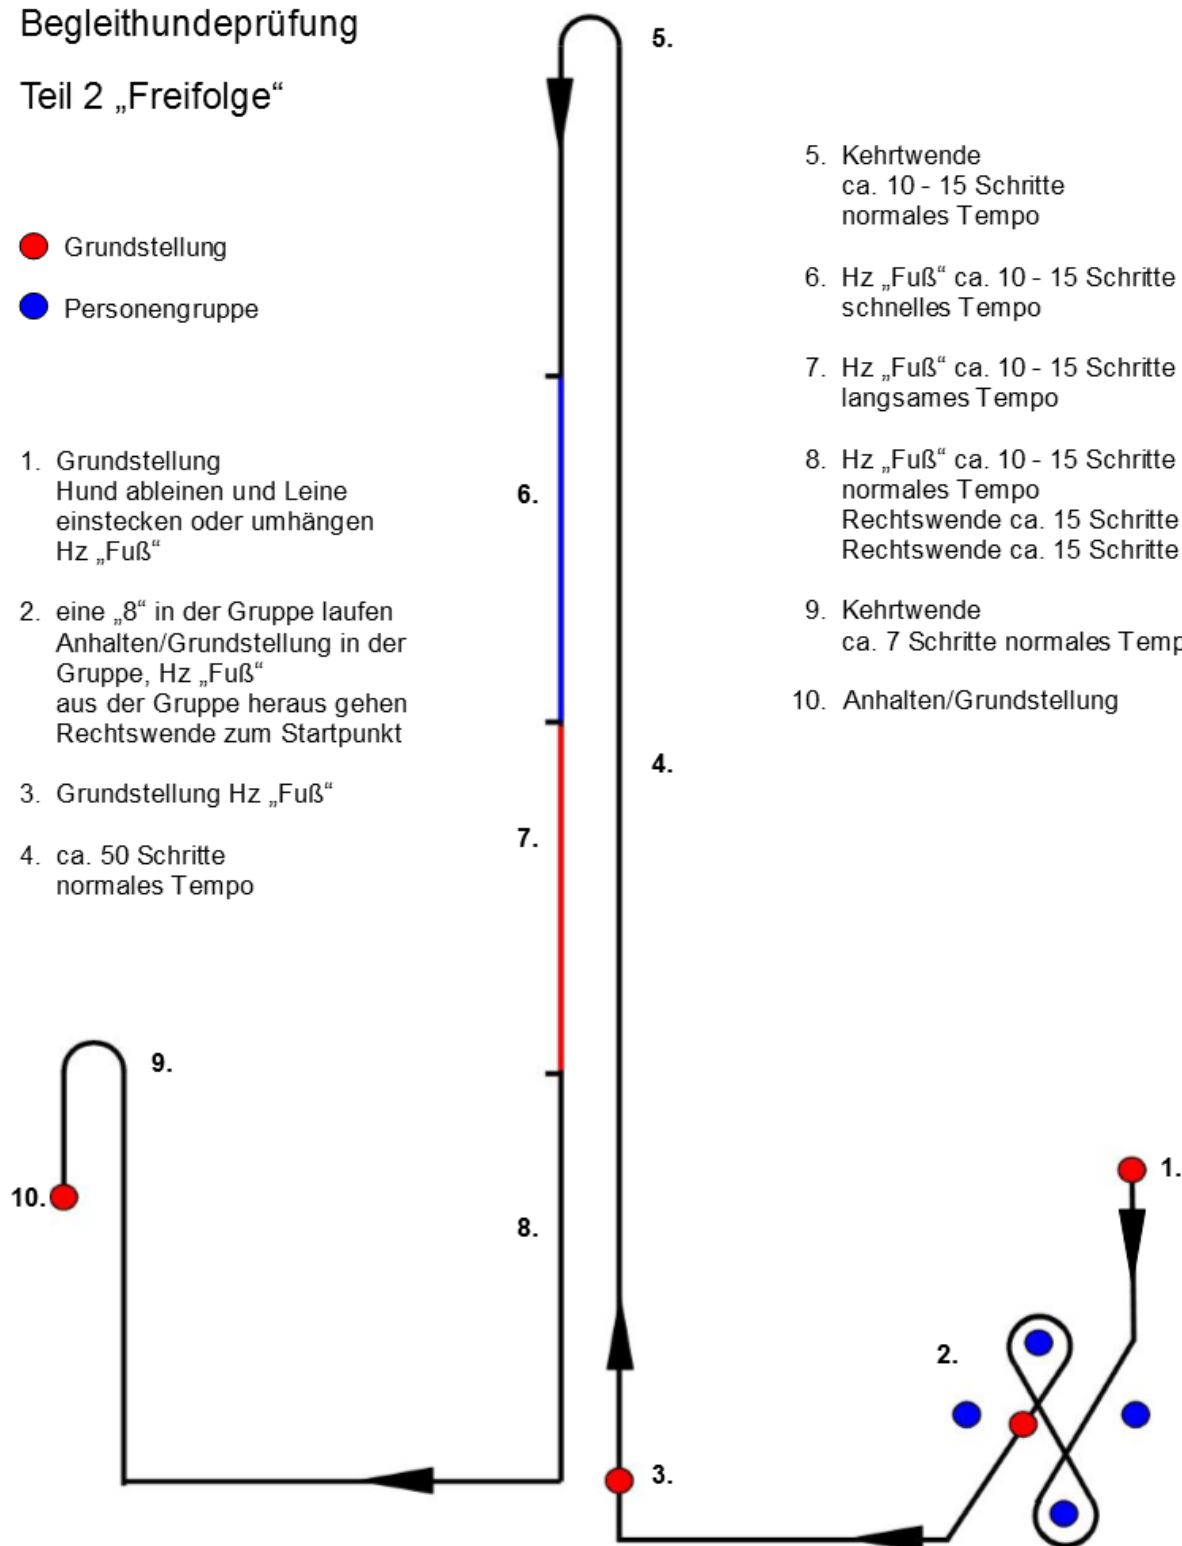 Begleithundeprüfung
Teil 2 „Freifolge“
Grundstellung
Personengruppe
1. Grundstellung
Hund ableinen und Leine
einstecken oder umhängen
Hz „Fuß“
2. eine „8“ in der Gruppe laufen
Anhalten/Grundstellung in der
Gruppe, Hz „Fuß“
aus der Gruppe heraus gehen
Rechtswende zum Startpunkt
3. Grundstellung Hz „Fuß“
4. ca. 50 Schritte
normales Tempo
5. Kehrtwende
ca. 10 - 15 Schritte
normales Tempo
6. Hz „Fuß“ ca. 10 - 15 Schritte
schnelles Tempo
7. Hz „Fuß“ ca. 10 - 15 Schritte
langsames Tempo
8. Hz „Fuß“ ca. 10 - 15 Schritte
normales Tempo
Rechtswende ca. 15 Schritte
Rechtswende ca. 15 Schritte
9. Kehrtwende
ca. 7 Schritte normales Temp
10. Anhalten/Grundstellung
5.
6.
4.
7.
9.
10.
8.
1.
2.
3.